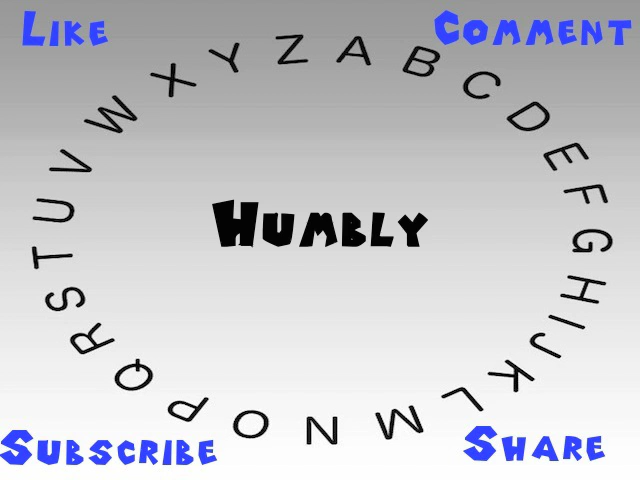 Like
Comment
A B C D E F G H I J K L M N O P Q R S T U V W X Y Z
Humbly
Subscribe
Share